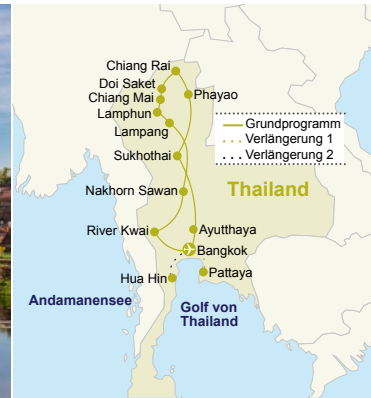 Chiang Rai
Doi Saket
Chiang Mai
Phayao
Lamphun
Lampang
Grundprogramm
Verlängerung 1
Verlängerung 2
Sukhothai
Nakhorn Sawan
Thailand
River Kwai
Ayutthaya
Bangkok
Hua Hin
Pattaya
Andamanensee
Golf von
Thailand